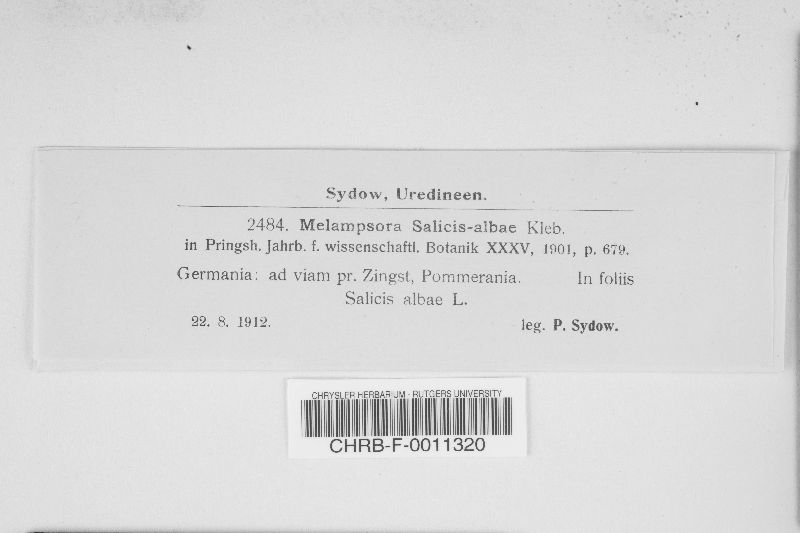 Sydow, Uredineen.
2484. Melampsora Salicis-albae Kleb.
in Pringsh. Jahrb. f. wissenschaftl. Botanik XXXV, 1901, p. 679.
Germania: ad viam pr. Zingst, Pommerania. In foliis
Salicis albae L.
22. 8. 1912. leg. P. Sydow.
CHRYSLER HERBARIUM - RUTGERS UNIVERSITY
CHRB-F-0011320